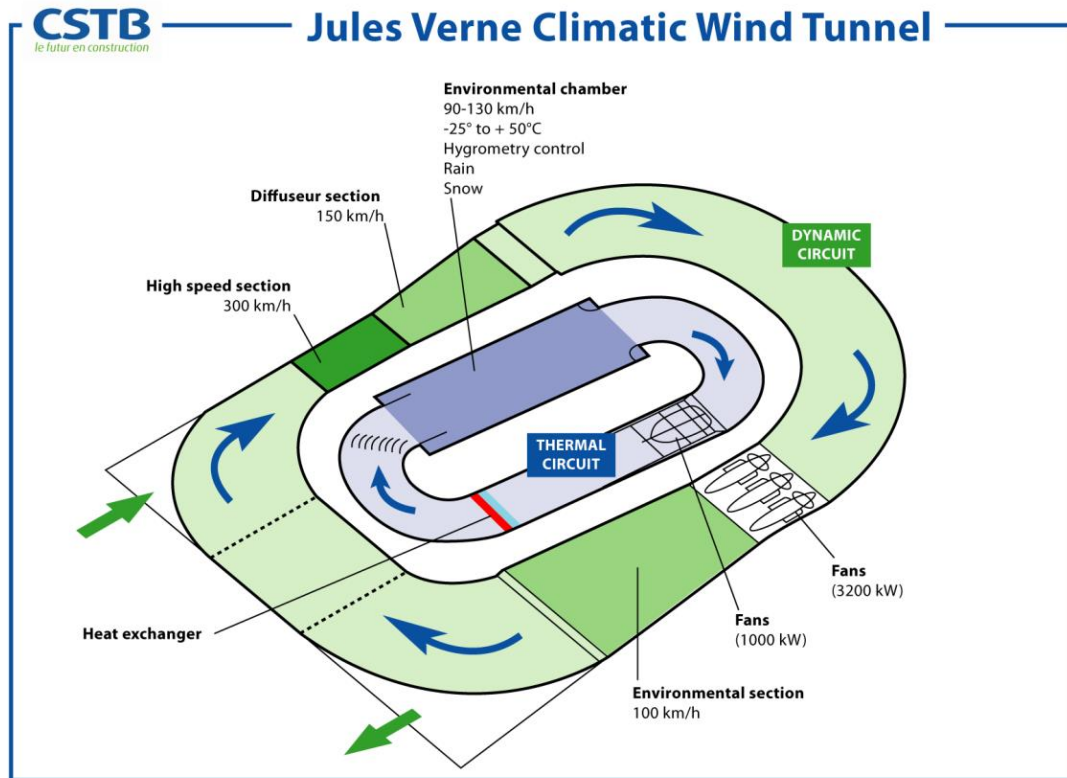 CSTB
le futur en construction
Jules Verne Climatic Wind Tunnel
Environmental chamber
90-130 km/h
-25° to + 50°C
Hygrometry control
Rain
Snow
Diffuseur section
150 km/h
DYNAMIC
CIRCUIT
High speed section
300 km/h
THERMAL
CIRCUIT
Fans
(3200 kW)
Fans
(1000 kW)
Heat exchanger
Environmental section
100 km/h